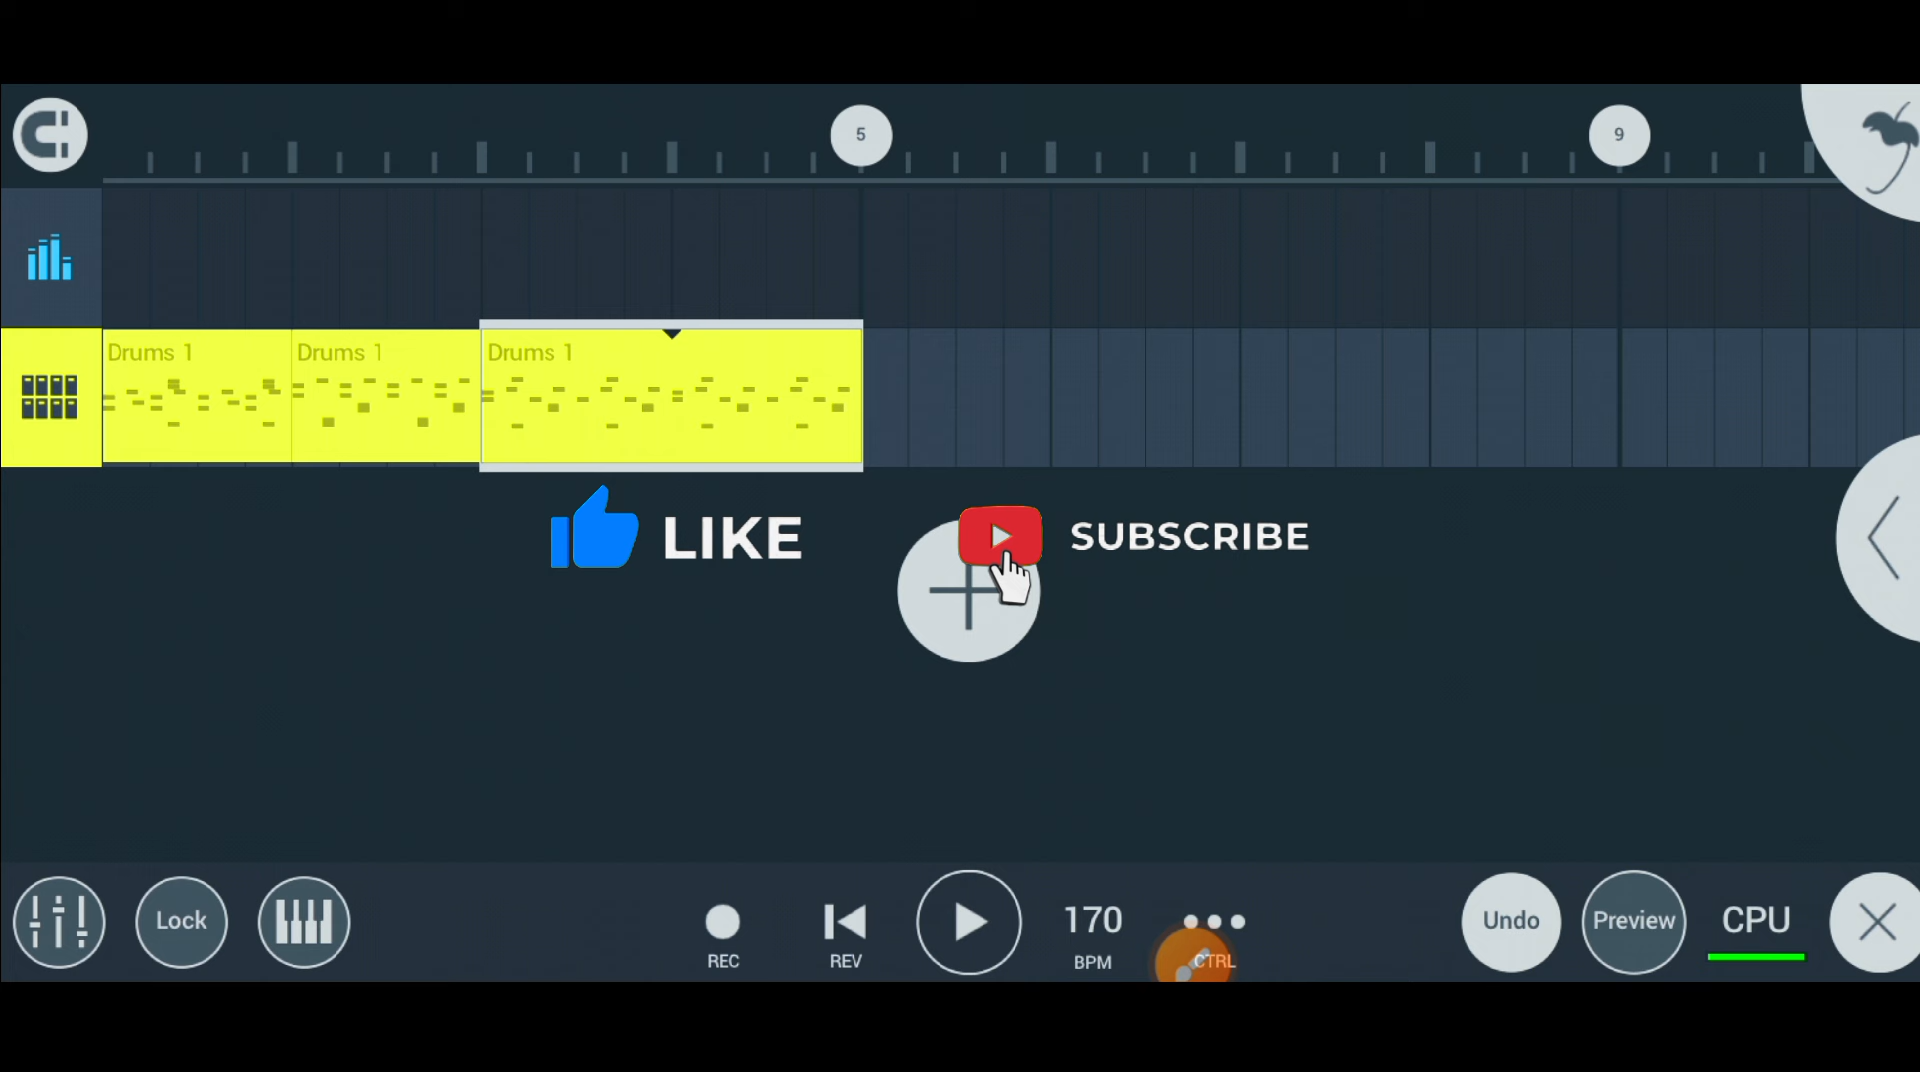 5
9
Drums 1
Drums 1
Drums 1
LIKE
SUBSCRIBE
Lock
REC
REV
170
BPM
CTRL
Undo
Preview
CPU